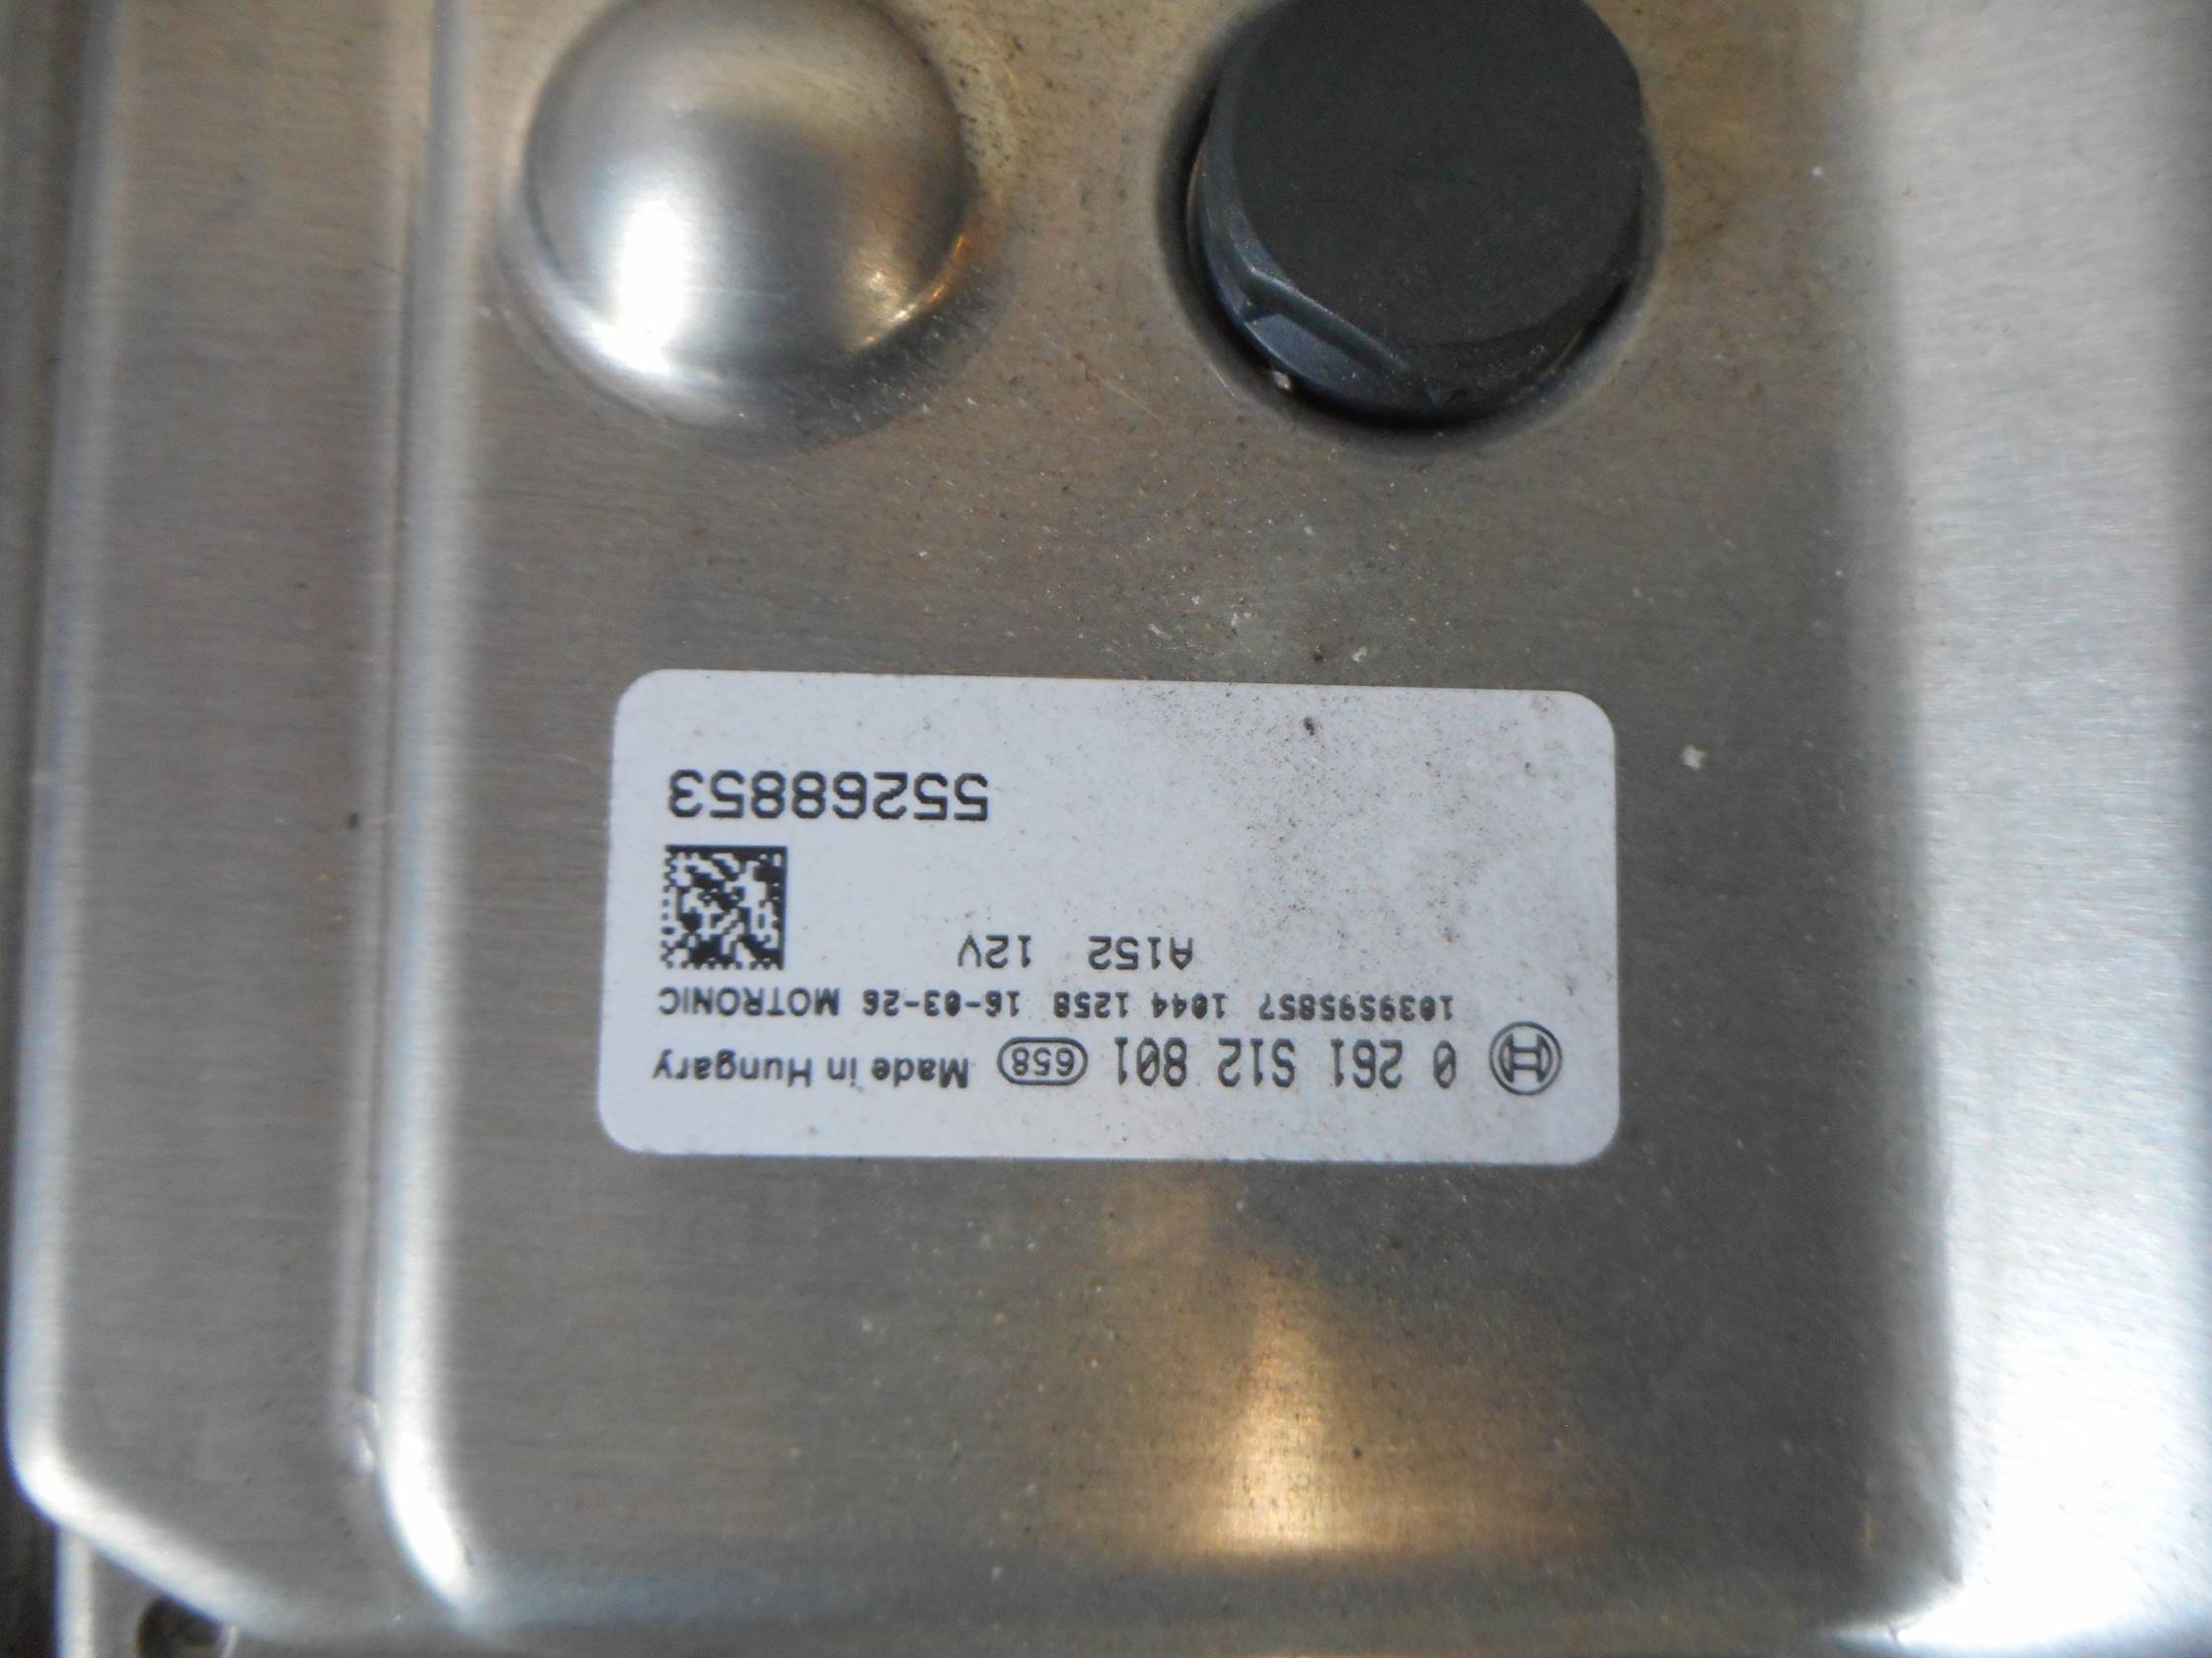 0 261 S12 801 658 Made in Hungary
1039S95857 1044 1258 16-03-26 MOTRONIC
A152 12V
55268853